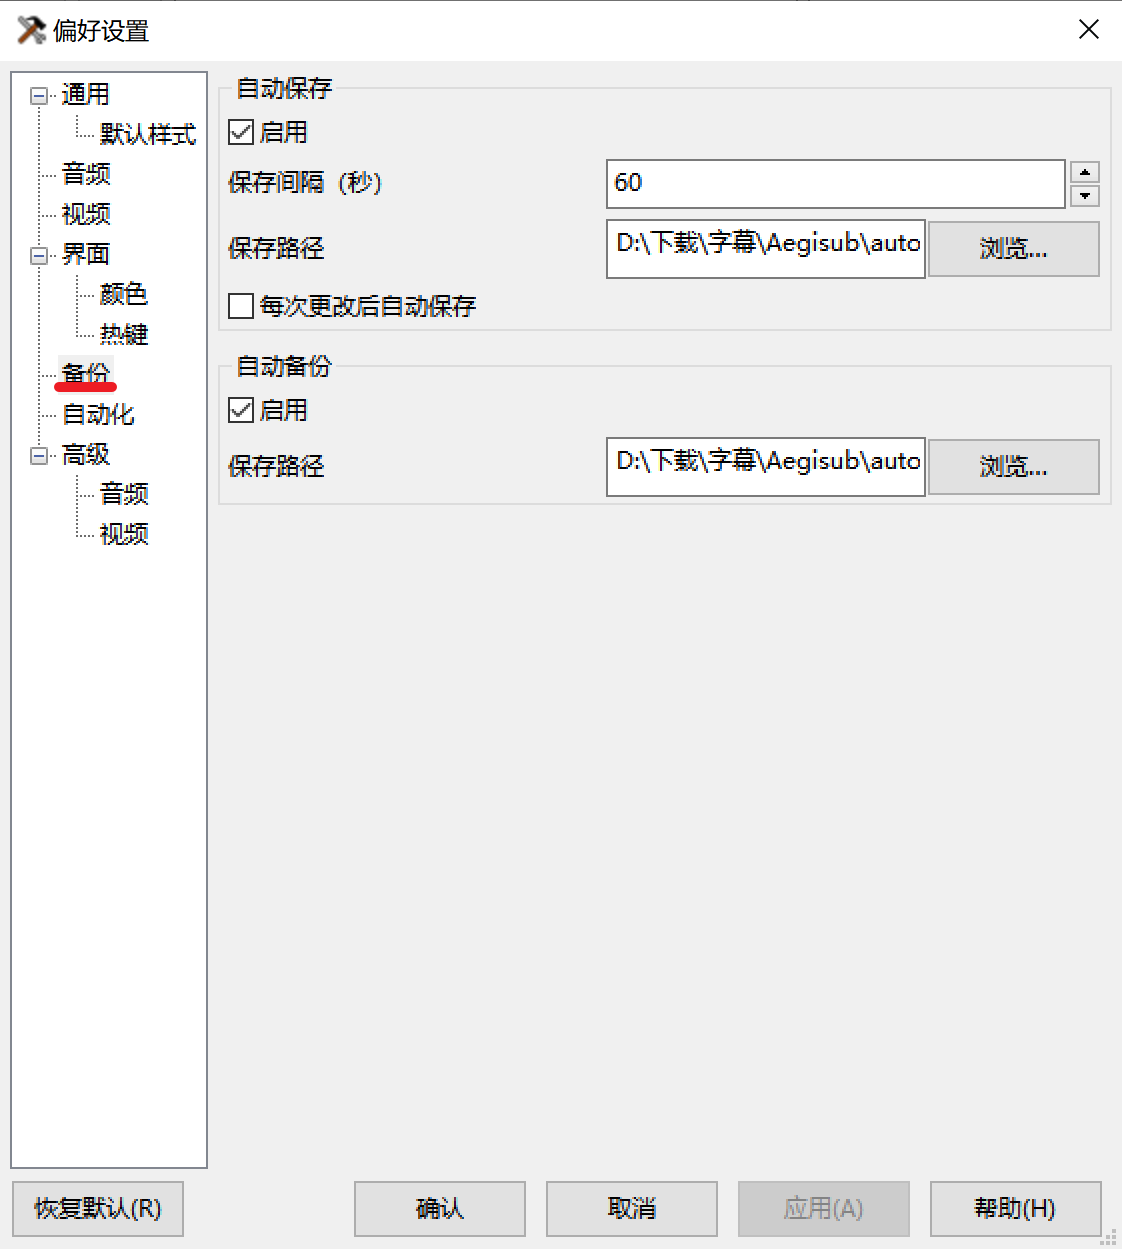 偏好设置
通用
默认样式
音频
视频
界面
颜色
热键
备份
自动化
高级
音频
视频
自动保存
启用
保存间隔（秒）
60
保存路径
D:\下载\字幕\Aegisub\auto
浏览...
每次更改后自动保存
自动备份
启用
保存路径
D:\下载\字幕\Aegisub\auto
浏览...
恢复默认(R)
确认
取消
应用(A)
帮助(H)